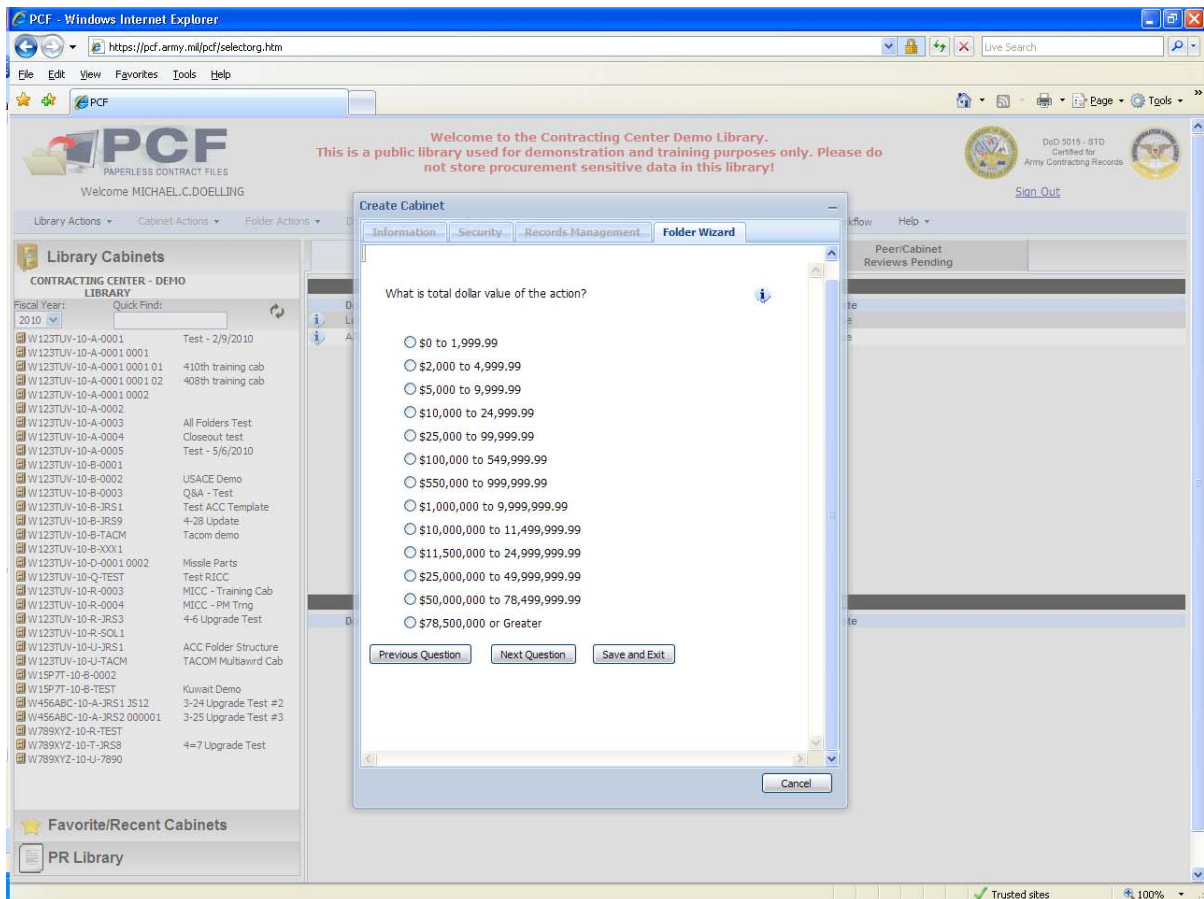 PCF - Windows Internet Explorer
https://pcf.army.mil/pcf/selectorg.htm
Live Search
File Edit View Favorites Tools Help
PCF
Page Tools
PCF
PAPERLESS CONTRACT FILES
Welcome MICHAEL.C.DOELLING
Welcome to the Contracting Center Demo Library.
This is a public library used for demonstration and training purposes only. Please do
not store procurement sensitive data in this library!
DoD 5015 - STD
Certified for
Army Contracting Records
Sign Out
Library Actions Cabinet Actions Folder Actions D kflow Help
Library Cabinets
CONTRACTING CENTER - DEMO
LIBRARY
Fiscal Year: Quick Find:
2010
W123TUV-10-A-0001 Test - 2/9/2010
W123TUV-10-A-0001 0001
W123TUV-10-A-0001 0001 01 410th training cab
W123TUV-10-A-0001 0001 02 408th training cab
W123TUV-10-A-0001 0002
W123TUV-10-A-0002
W123TUV-10-A-0003 All Folders Test
W123TUV-10-A-0004 Closeout test
W123TUV-10-A-0005 Test - 5/6/2010
W123TUV-10-B-0001
W123TUV-10-B-0002 USACE Demo
W123TUV-10-B-0003 Q&A - Test
W123TUV-10-B-JRS1 Test ACC Template
W123TUV-10-B-JRS9 4-28 Update
W123TUV-10-B-TACM Tacom demo
W123TUV-10-B-XXX1
W123TUV-10-D-0001 0002 Missile Parts
W123TUV-10-Q-TEST Test RICC
W123TUV-10-R-0003 MICC - Training Cab
W123TUV-10-R-0004 MICC - PM Trng
W123TUV-10-R-JRS3 4-6 Upgrade Test
W123TUV-10-R-SOL1
W123TUV-10-U-JRS1 ACC Folder Structure
W123TUV-10-U-TACM TACOM Multiawrd Cab
W15P7T-10-B-0002
W15P7T-10-B-TEST Kuwait Demo
W456ABC-10-A-JRS1 JS12 3-24 Upgrade Test #2
W456ABC-10-A-JRS2 000001 3-25 Upgrade Test #3
W789XYZ-10-R-TEST
W789XYZ-10-T-JRS8 4=7 Upgrade Test
W789XYZ-10-U-7890
Favorite/Recent Cabinets
PR Library
Peer/Cabinet
Reviews Pending
Create Cabinet
Information Security Records Management Folder Wizard
What is total dollar value of the action?
$0 to 1,999.99
$2,000 to 4,999.99
$5,000 to 9,999.99
$10,000 to 24,999.99
$25,000 to 99,999.99
$100,000 to 549,999.99
$550,000 to 999,999.99
$1,000,000 to 9,999,999.99
$10,000,000 to 11,499,999.99
$11,500,000 to 24,999,999.99
$25,000,000 to 49,999,999.99
$50,000,000 to 78,499,999.99
$78,500,000 or Greater
Previous Question Next Question Save and Exit
Cancel
Trusted sites 100%